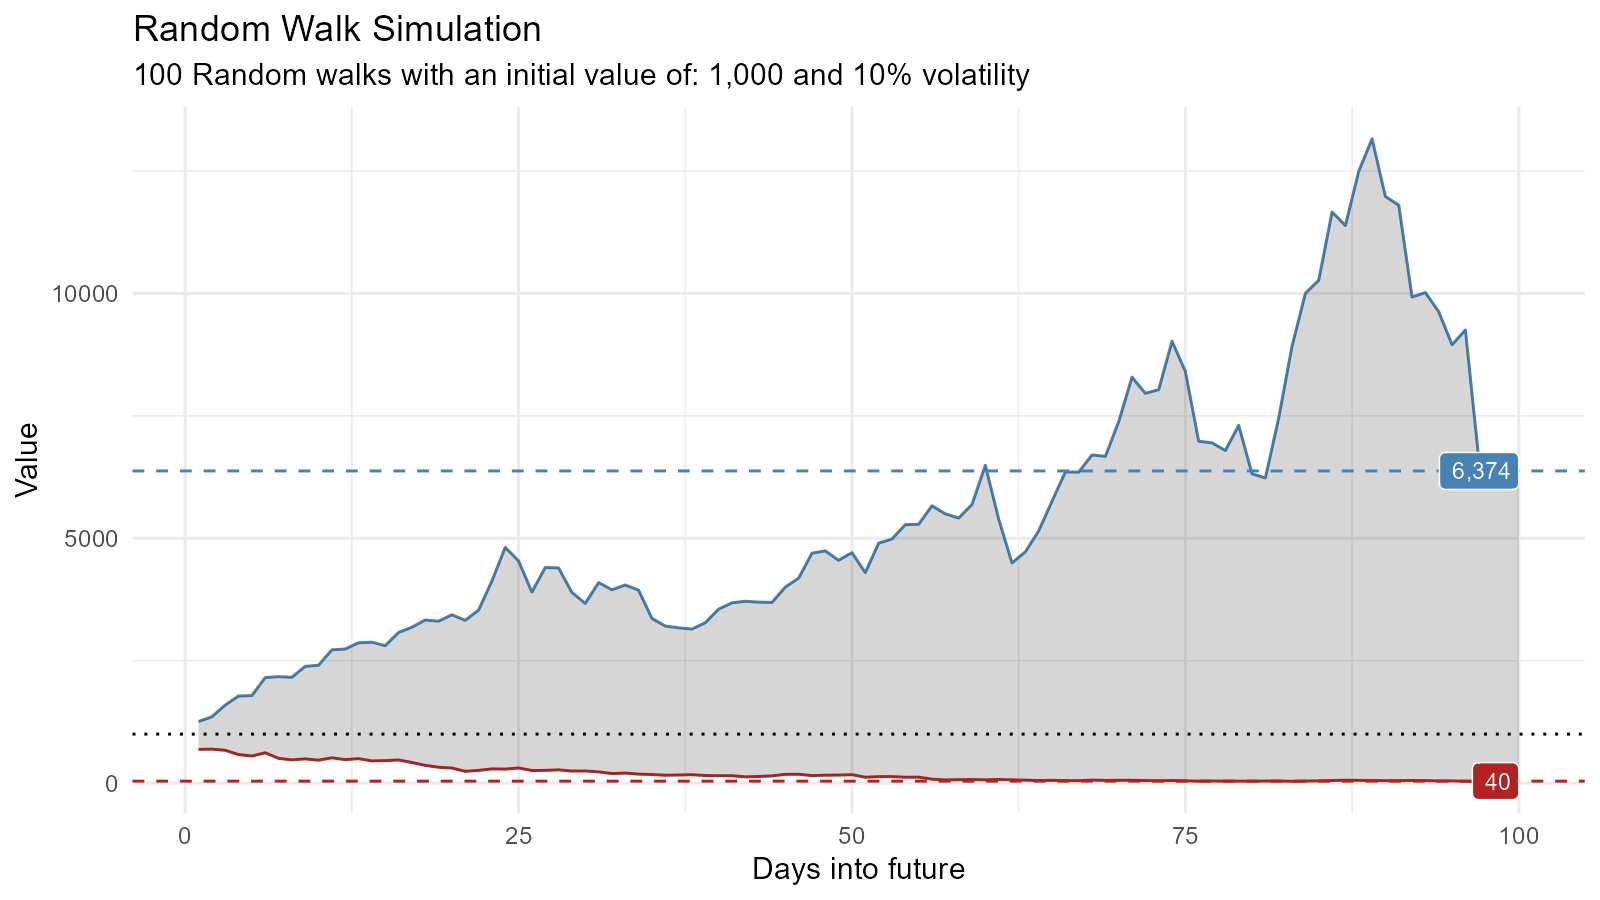 Random Walk Simulation
100 Random walks with an initial value of: 1,000 and 10% volatility
Value
10000
5000
0
6,374
40
0
25
50
75
100
Days into future